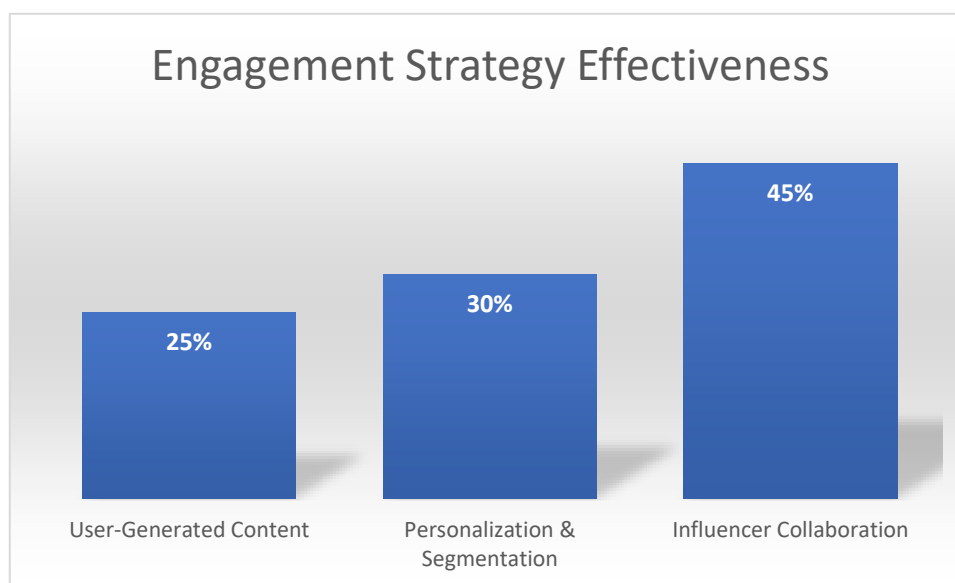 Engagement Strategy Effectiveness
45%
30%
25%
User-Generated Content
Personalization &
Segmentation
Influencer Collaboration